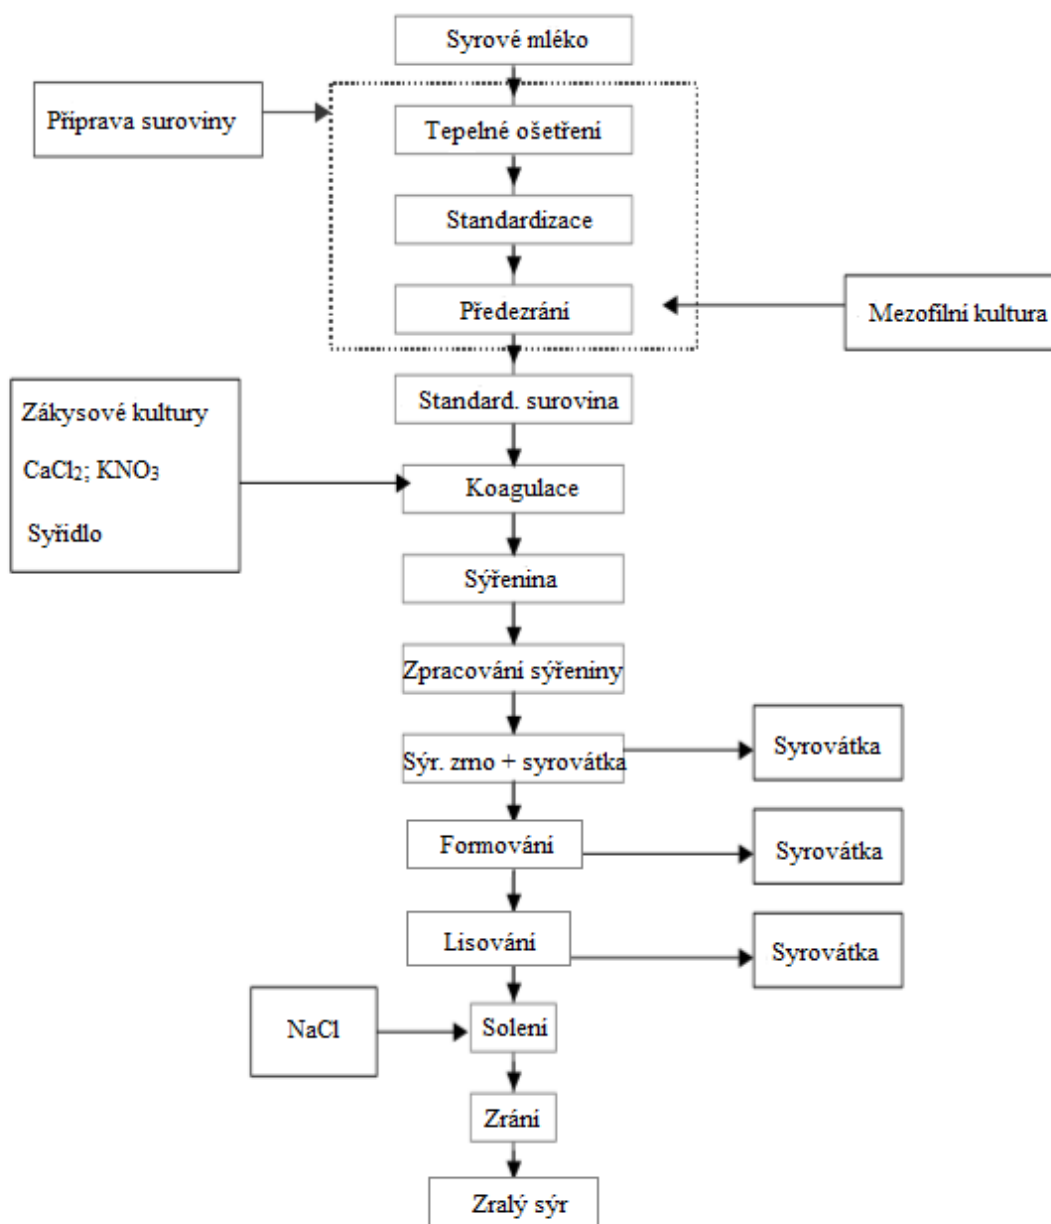 Syrové mléko
Příprava suroviny
Tepelné ošetření
Standardizace
Předezrání
Mezofilní kultura
Standard. surovina
Zákysové kultury
CaCl₂; KNO₃
Syřidlo
Koagulace
Sýřenina
Zpracování sýřeniny
Sýr. zrno + syrovátka
Syrovátka
Formování
Syrovátka
Lisování
Syrovátka
NaCl
Solení
Zrání
Zralý sýr